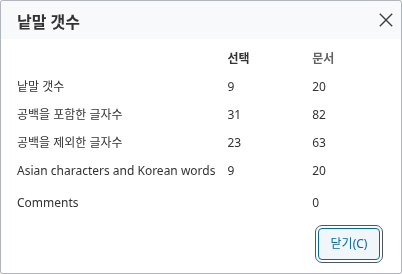 낱말 갯수
선택 문서
낱말 갯수 9 20
공백을 포함한 글자수 31 82
공백을 제외한 글자수 23 63
Asian characters and Korean words 9 20
Comments 0
닫기(C)